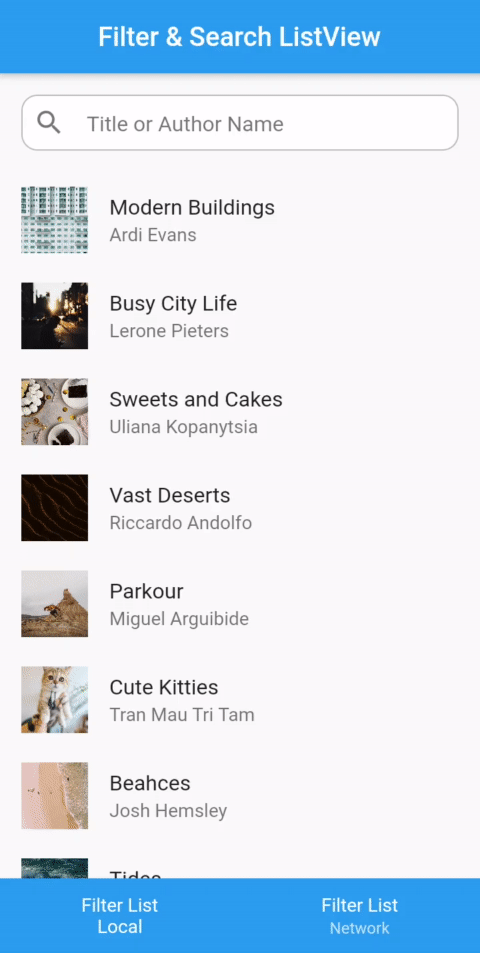 Filter & Search ListView
Title or Author Name
Modern Buildings
Ardi Evans
Busy City Life
Lerone Pieters
Sweets and Cakes
Uliana Kopanytsia
Vast Deserts
Riccardo Andolfo
Parkour
Miguel Arguibide
Cute Kitties
Tran Mau Tri Tam
Beahces
Josh Hemsley
Tides
Filter List
Local
Filter List
Network